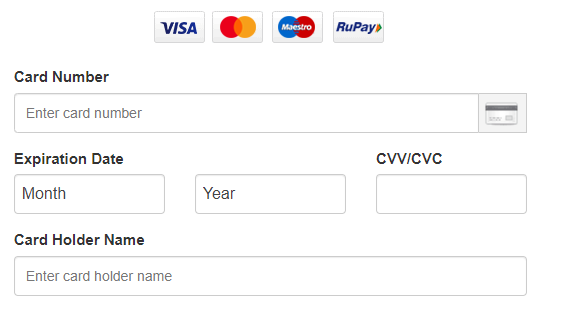 VISA MasterCard Maestro RuPay
Card Number
Enter card number
Expiration Date CVV/CVC
Month Year
Card Holder Name
Enter card holder name